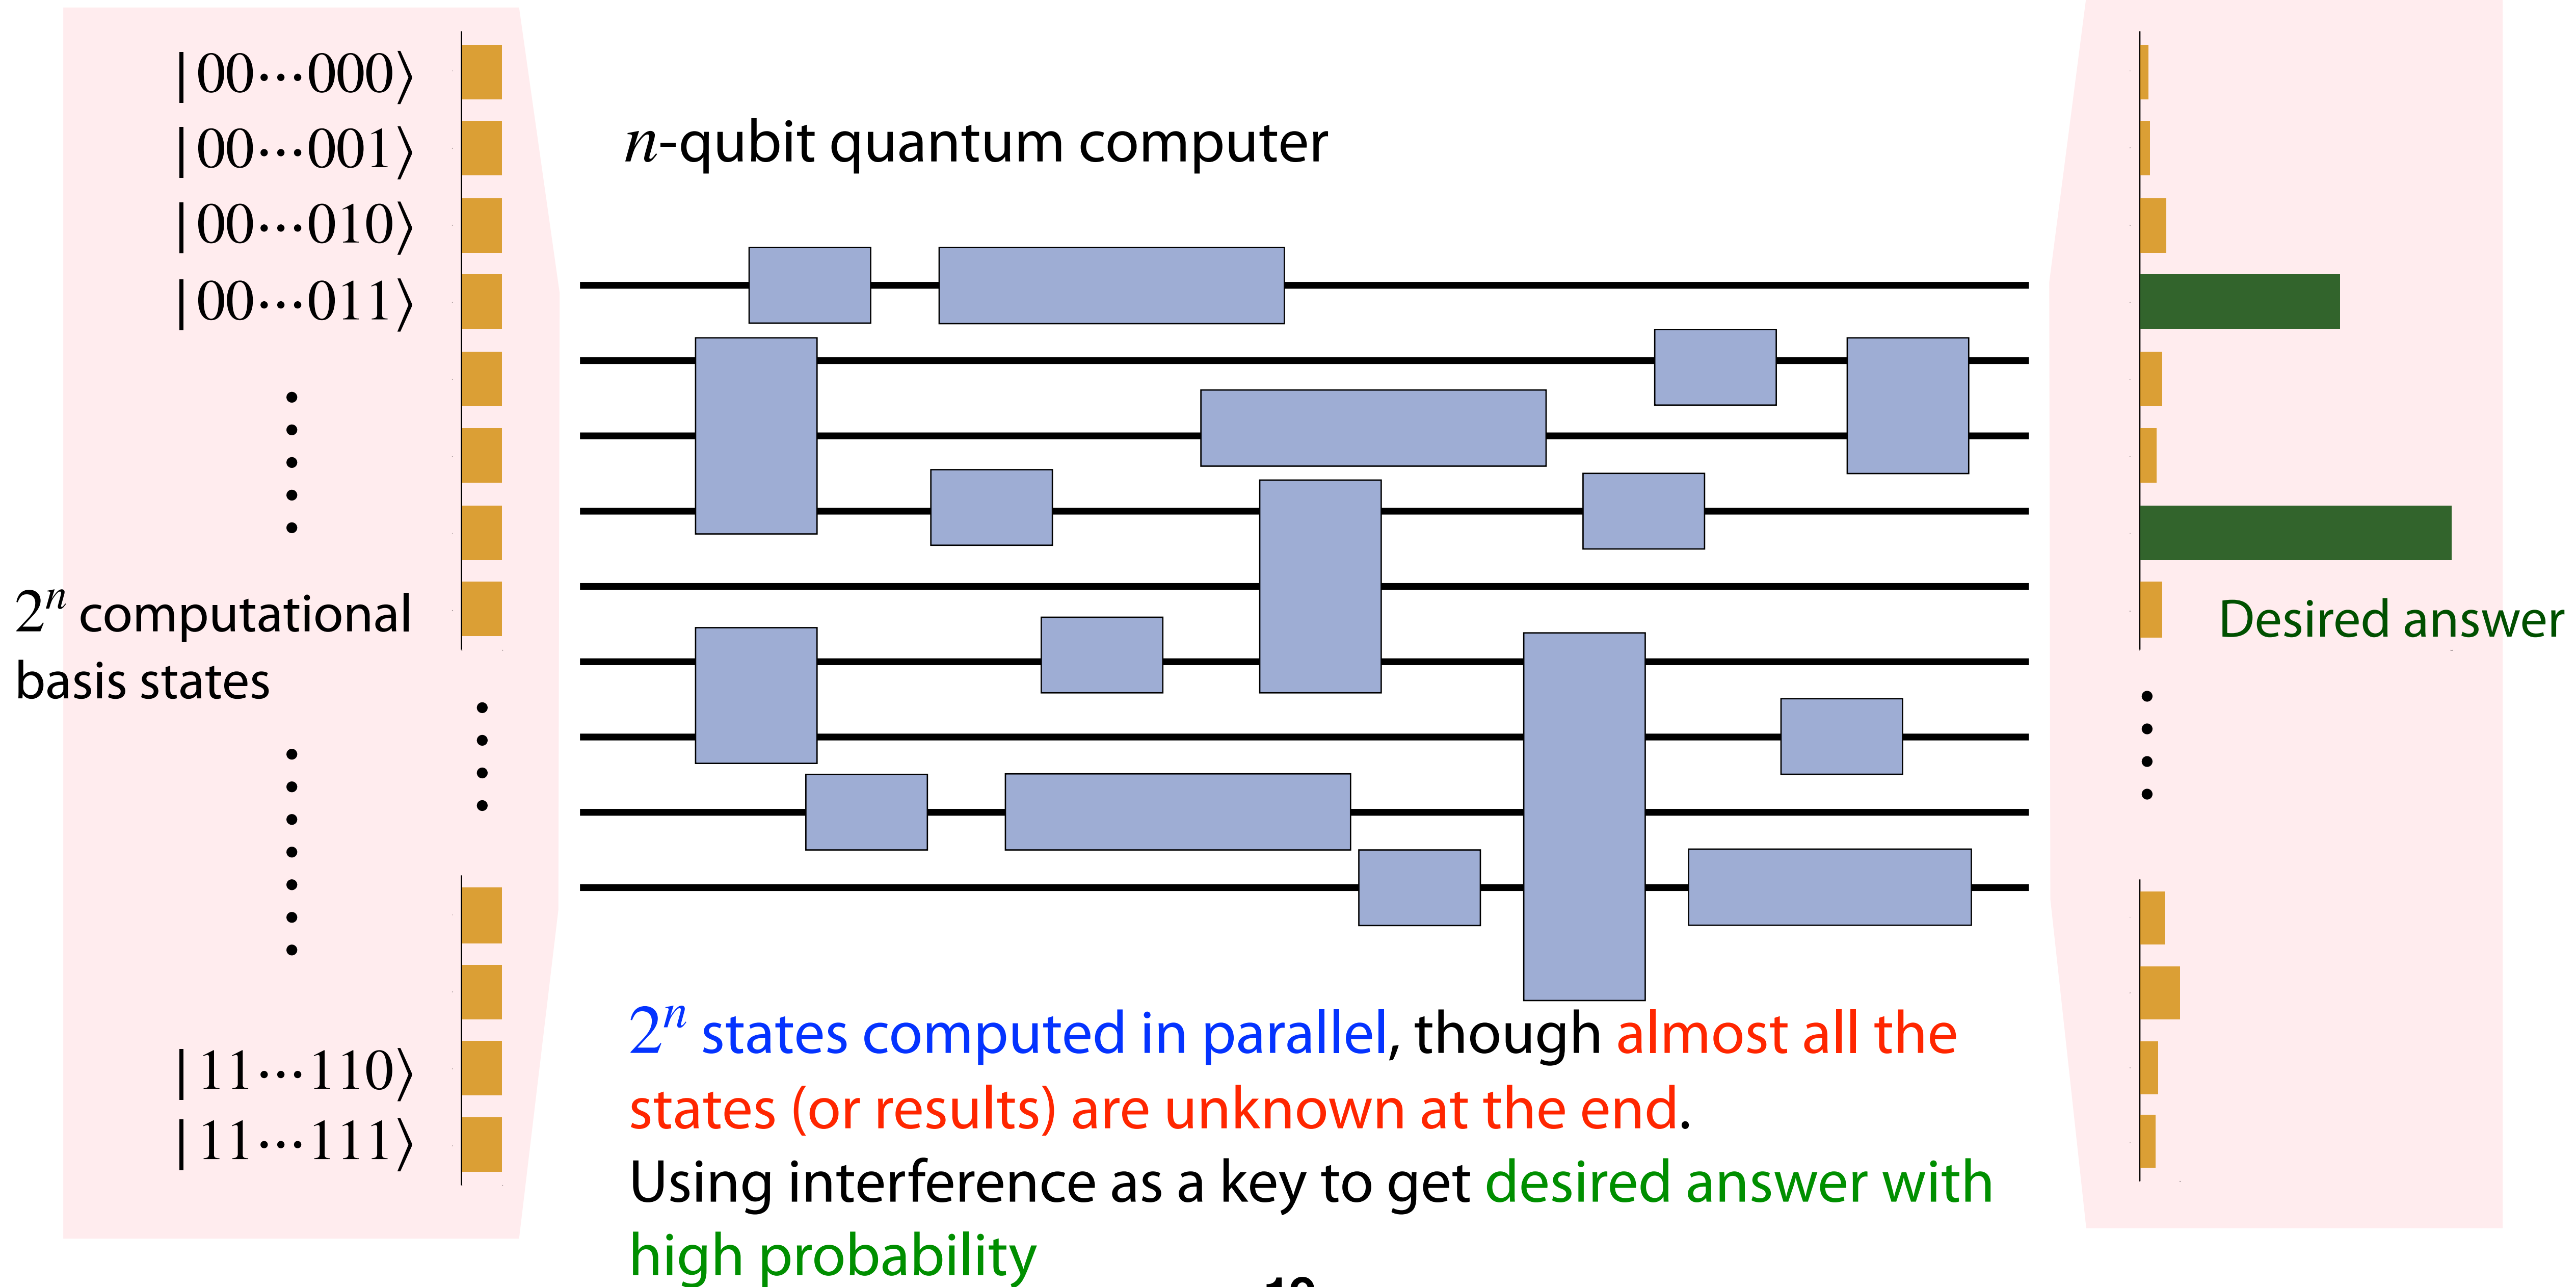 |00⋯000⟩
|00⋯001⟩
|00⋯010⟩
|00⋯011⟩
2ⁿ computational
basis states
|11⋯110⟩
|11⋯111⟩
n-qubit quantum computer
2ⁿ states computed in parallel, though almost all the
states (or results) are unknown at the end.
Using interference as a key to get desired answer with
high probability
Desired answer